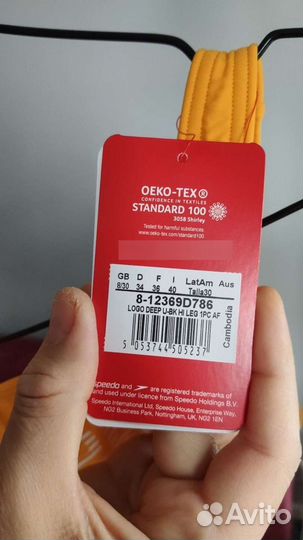 OEKO-TEX®
CONFIDENCE IN TEXTILES
STANDARD 100
3058 Shirley
Tested for harmful substances
www.oeko-tex.com/standard100
GB D F I LatAm Aus
8/30 34 36 40 Talla30
8-12369D786
LOGO DEEP U-BK HI LEG 1PC AF
Cambodia
5 053744 505237
speedo and are registered trademarks of
and used under licence from Speedo Holdings B.V.
Speedo International Ltd, Speedo House, Enterprise Way,
NG2 Business Park, Nottingham, UK, NG2 1EN
Avito